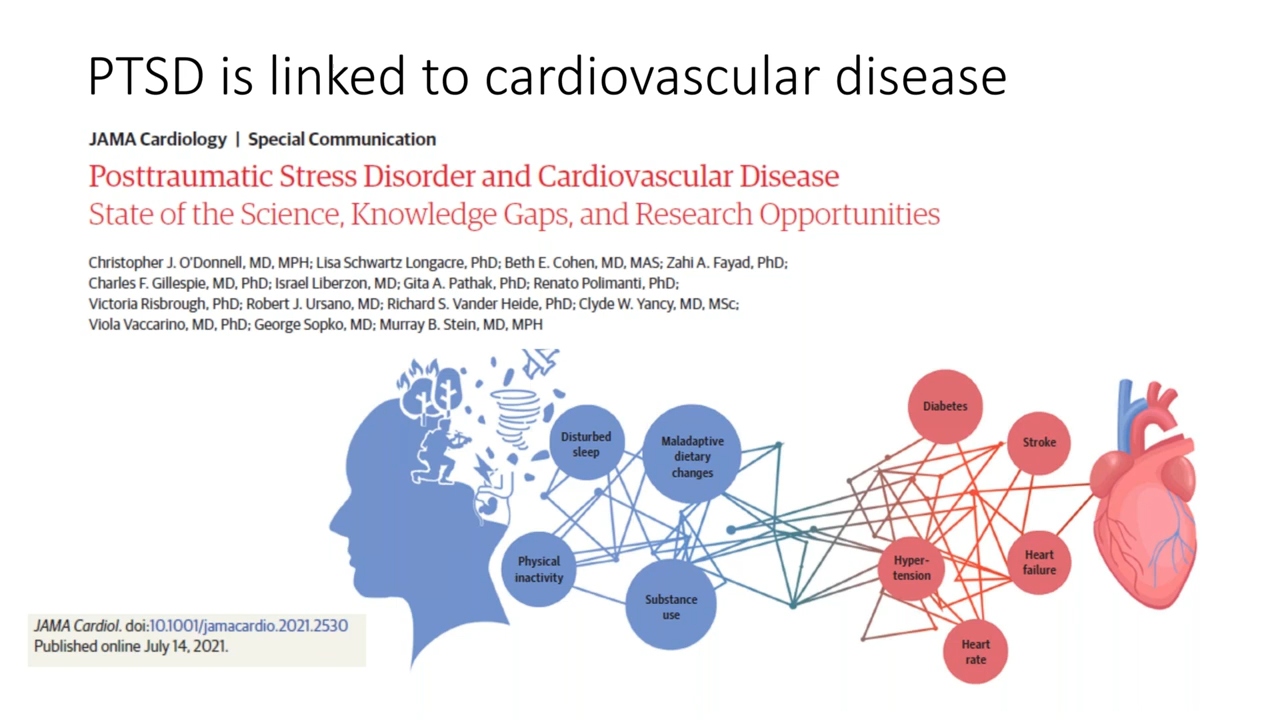 PTSD is linked to cardiovascular disease
JAMA Cardiology | Special Communication
Posttraumatic Stress Disorder and Cardiovascular Disease
State of the Science, Knowledge Gaps, and Research Opportunities
Christopher J. O'Donnell, MD, MPH; Lisa Schwartz Longacre, PhD; Beth E. Cohen, MD, MAS; Zahi A. Fayad, PhD;
Charles F. Gillespie, MD, PhD; Israel Liberzon, MD; Gita A. Pathak, PhD; Renato Polimanti, PhD;
Victoria Risbrough, PhD; Robert J. Ursano, MD; Richard S. Vander Heide, PhD; Clyde W. Yancy, MD, MSc;
Viola Vaccarino, MD, PhD; George Sopko, MD; Murray B. Stein, MD, MPH
Disturbed
sleep
Maladaptive
dietary
changes
Physical
inactivity
Substance
use
Diabetes
Stroke
Hyper-
tension
Heart
failure
Heart
rate
JAMA Cardiol. doi:10.1001/jamacardio.2021.2530
Published online July 14, 2021.